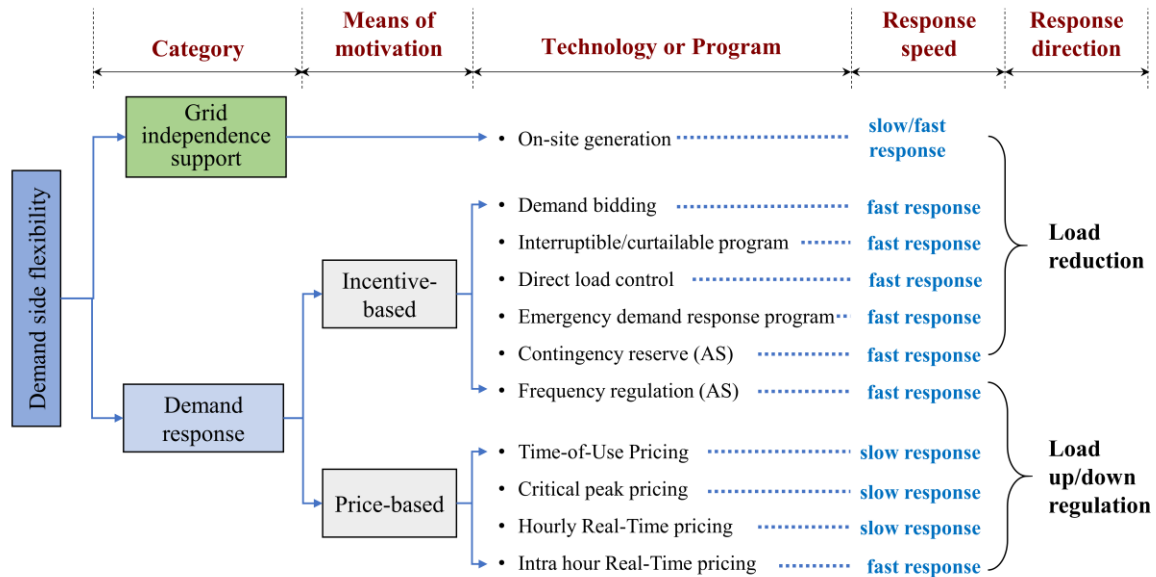 Category
Means of
motivation
Technology or Program
Response
speed
Response
direction
Demand side flexibility
Grid
independence
support
• On-site generation
slow/fast
response
• Demand bidding
fast response
• Interruptible/curtailable program
fast response
Load
reduction
Incentive-
based
• Direct load control
fast response
• Emergency demand response program
fast response
• Contingency reserve (AS)
fast response
• Frequency regulation (AS)
fast response
Demand
response
Price-based
• Time-of-Use Pricing
slow response
• Critical peak pricing
slow response
Load
up/down
regulation
• Hourly Real-Time pricing
slow response
• Intra hour Real-Time pricing
fast response